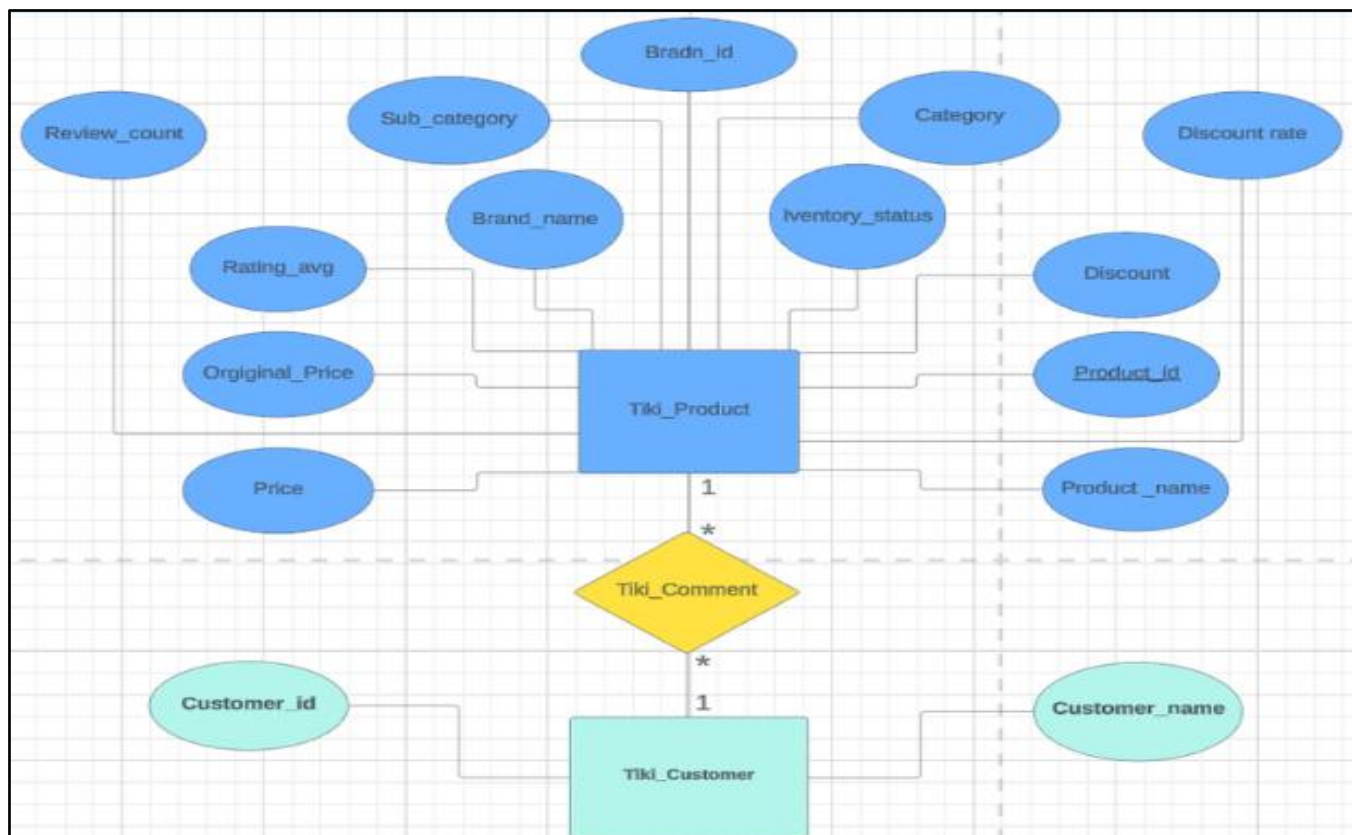 Bradn_id
Sub_category
Category
Review_count
Discount rate
Brand_name
Iventory_status
Rating_avg
Discount
Orgiginal_Price
Product_id
Tiki_Product
Price
Product _name
1
*
Tiki_Comment
*
1
Customer_id
Customer_name
Tiki_Customer